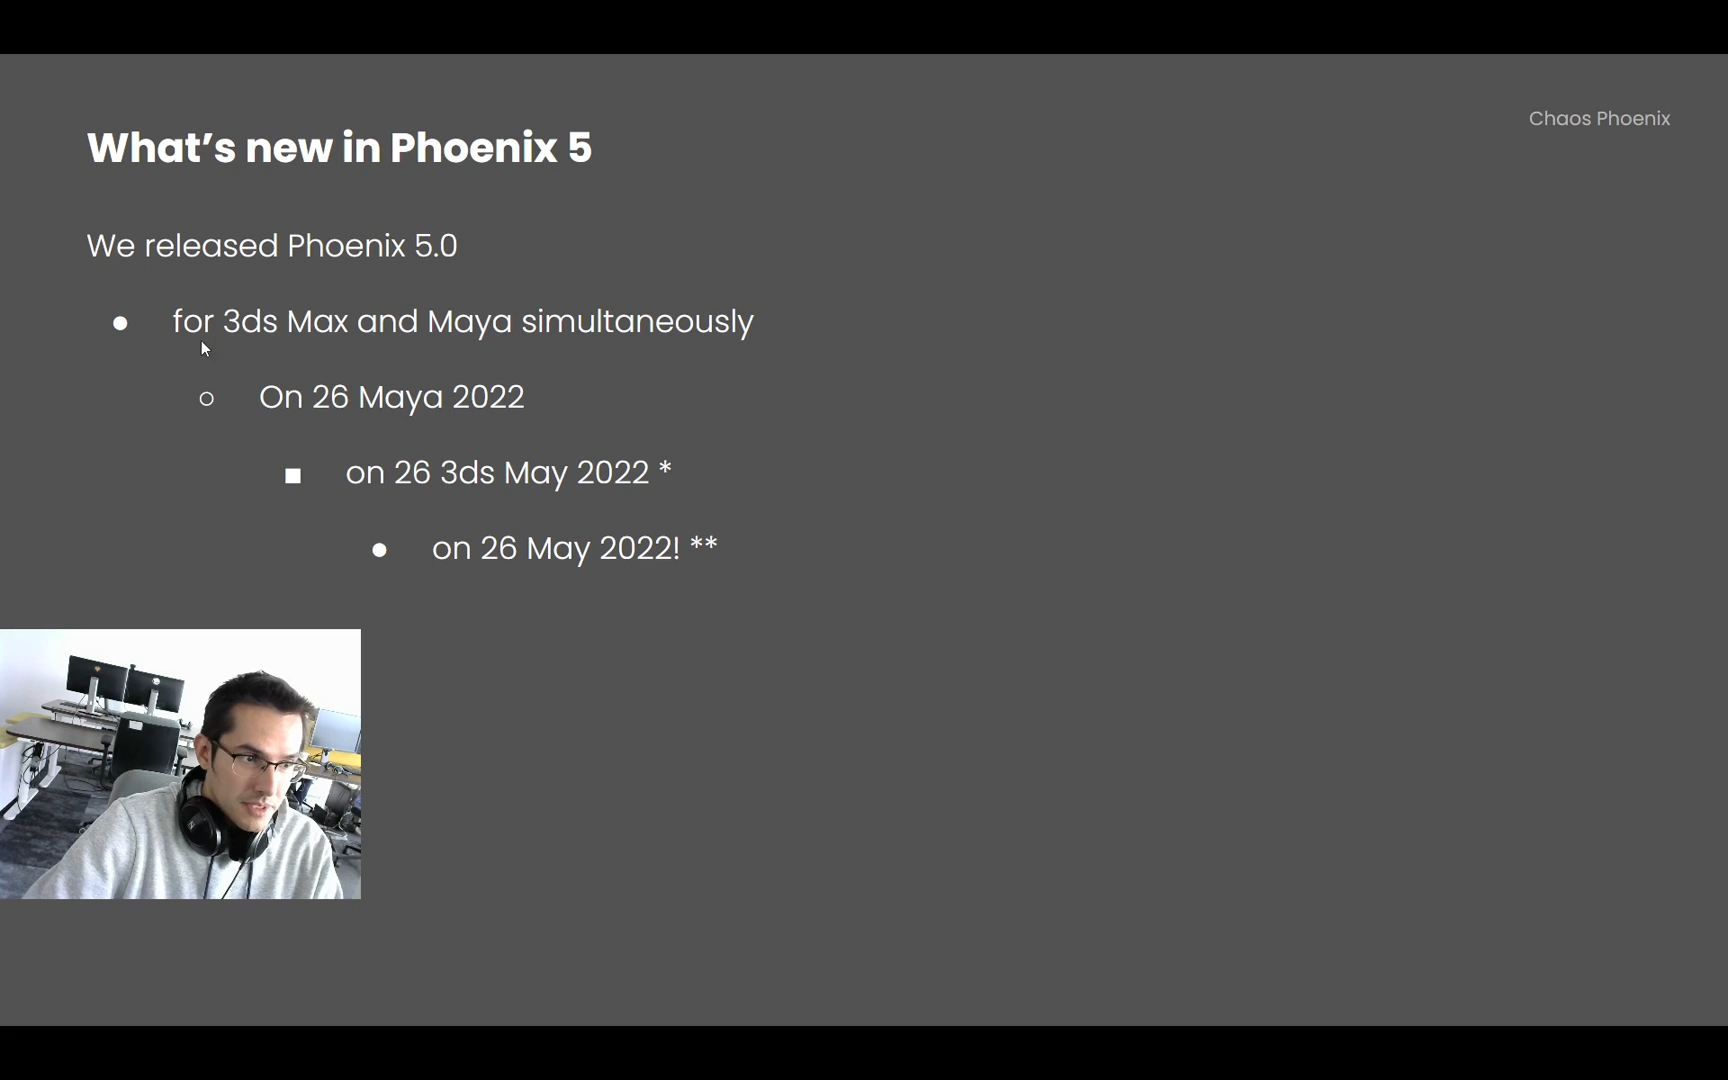 Chaos Phoenix
What’s new in Phoenix 5
We released Phoenix 5.0
● for 3ds Max and Maya simultaneously
○ On 26 Maya 2022
■ on 26 3ds May 2022 *
● on 26 May 2022! **